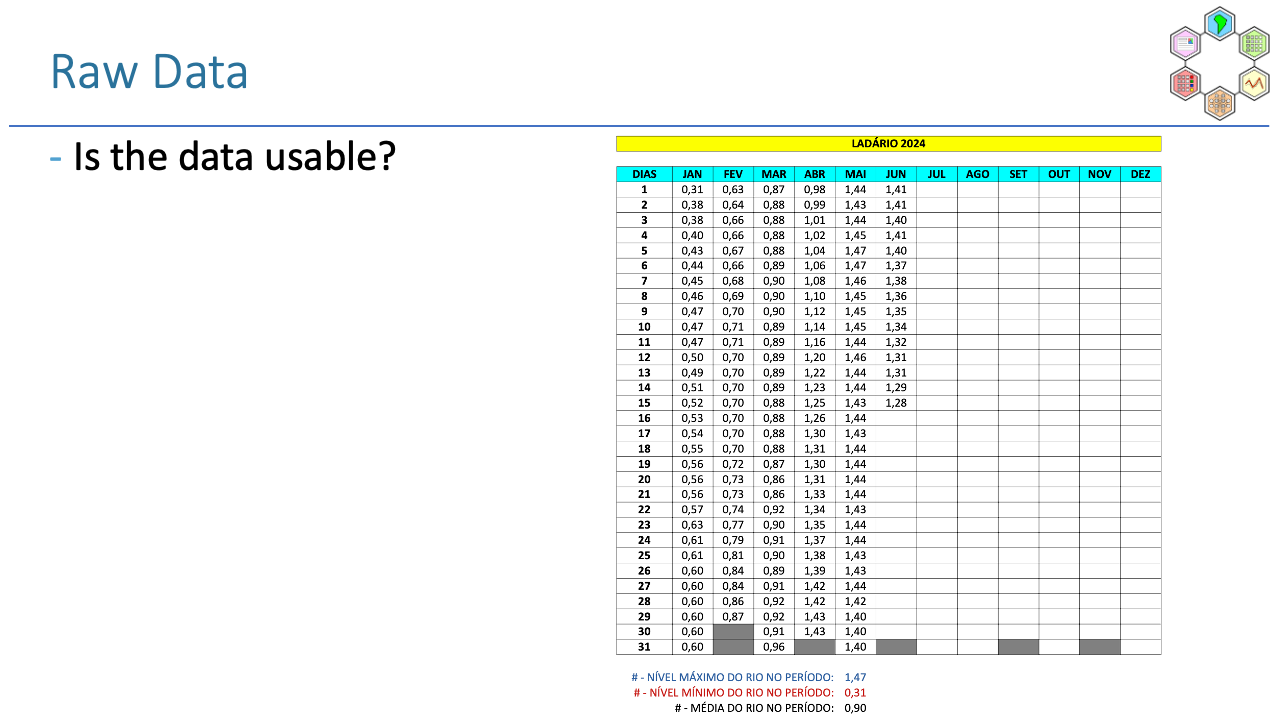 Raw Data
- Is the data usable?
LADÁRIO 2024
DIAS JAN FEV MAR ABR MAI JUN JUL AGO SET OUT NOV DEZ
1 0,31 0,63 0,87 0,98 1,44 1,41
2 0,38 0,64 0,88 0,99 1,43 1,41
3 0,38 0,66 0,88 1,01 1,44 1,40
4 0,40 0,66 0,88 1,02 1,45 1,41
5 0,43 0,67 0,88 1,04 1,47 1,40
6 0,44 0,66 0,89 1,06 1,47 1,37
7 0,45 0,68 0,90 1,08 1,46 1,38
8 0,46 0,69 0,90 1,10 1,45 1,36
9 0,47 0,70 0,90 1,12 1,45 1,35
10 0,47 0,71 0,89 1,14 1,45 1,34
11 0,47 0,71 0,89 1,16 1,44 1,32
12 0,50 0,70 0,89 1,20 1,46 1,31
13 0,49 0,70 0,89 1,22 1,44 1,31
14 0,51 0,70 0,89 1,23 1,44 1,29
15 0,52 0,70 0,88 1,25 1,43 1,28
16 0,53 0,70 0,88 1,26 1,44
17 0,54 0,70 0,88 1,30 1,43
18 0,55 0,70 0,88 1,31 1,44
19 0,56 0,72 0,87 1,30 1,44
20 0,56 0,73 0,86 1,31 1,44
21 0,56 0,73 0,86 1,33 1,44
22 0,57 0,74 0,92 1,34 1,43
23 0,63 0,77 0,90 1,35 1,44
24 0,61 0,79 0,91 1,37 1,44
25 0,61 0,81 0,90 1,38 1,43
26 0,60 0,84 0,89 1,39 1,43
27 0,60 0,84 0,91 1,42 1,44
28 0,60 0,86 0,92 1,42 1,42
29 0,60 0,87 0,92 1,43 1,40
30 0,60 0,91 1,43 1,40
31 0,60 0,96 1,40
# - NÍVEL MÁXIMO DO RIO NO PERÍODO: 1,47
# - NÍVEL MÍNIMO DO RIO NO PERÍODO: 0,31
# - MÉDIA DO RIO NO PERÍODO: 0,90